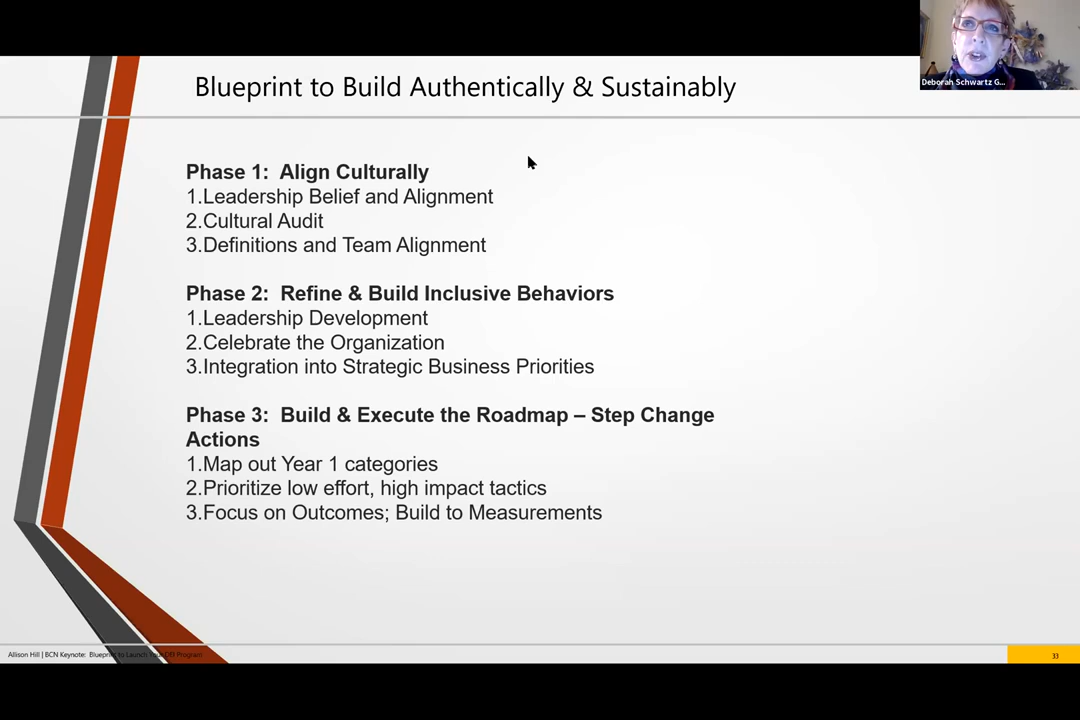 Deborah Schwartz G...
Blueprint to Build Authentically & Sustainably
Phase 1:  Align Culturally
1.Leadership Belief and Alignment
2.Cultural Audit
3.Definitions and Team Alignment
Phase 2:  Refine & Build Inclusive Behaviors
1.Leadership Development
2.Celebrate the Organization
3.Integration into Strategic Business Priorities
Phase 3:  Build & Execute the Roadmap – Step Change
Actions
1.Map out Year 1 categories
2.Prioritize low effort, high impact tactics
3.Focus on Outcomes; Build to Measurements
Allison Hill | BCN Keynote:  Blueprint to Launch Your DEI Program
33